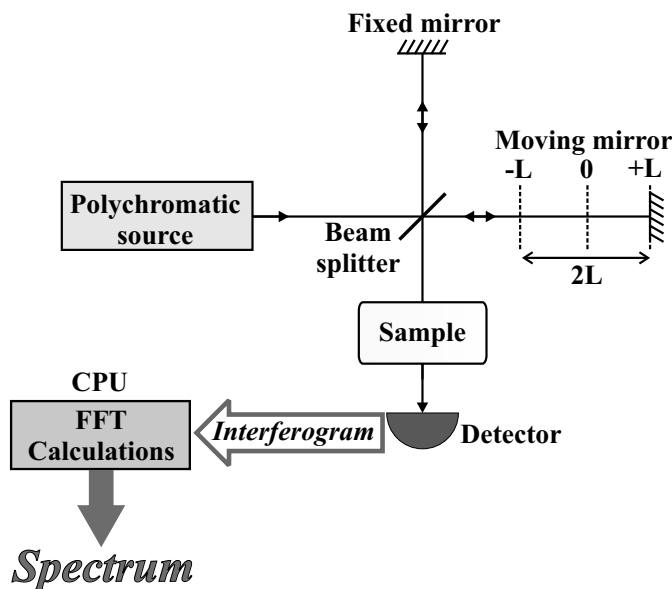 Fixed mirror
Moving mirror
-L 0 +L
Polychromatic
source
Beam
splitter
2L
Sample
CPU
FFT
Calculations
Interferogram
Detector
Spectrum